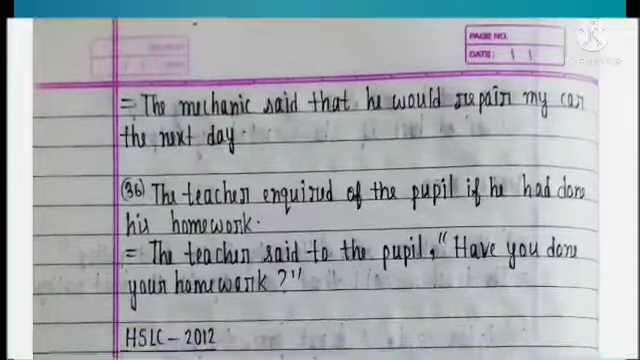 PAGE NO.
DATE:
= The mechanic said that he would repair my car
the next day.
(36) The teacher enquired of the pupil if he had done
his homework.
= The teacher said to the pupil, "Have you done
your homework?"
HSLC - 2012